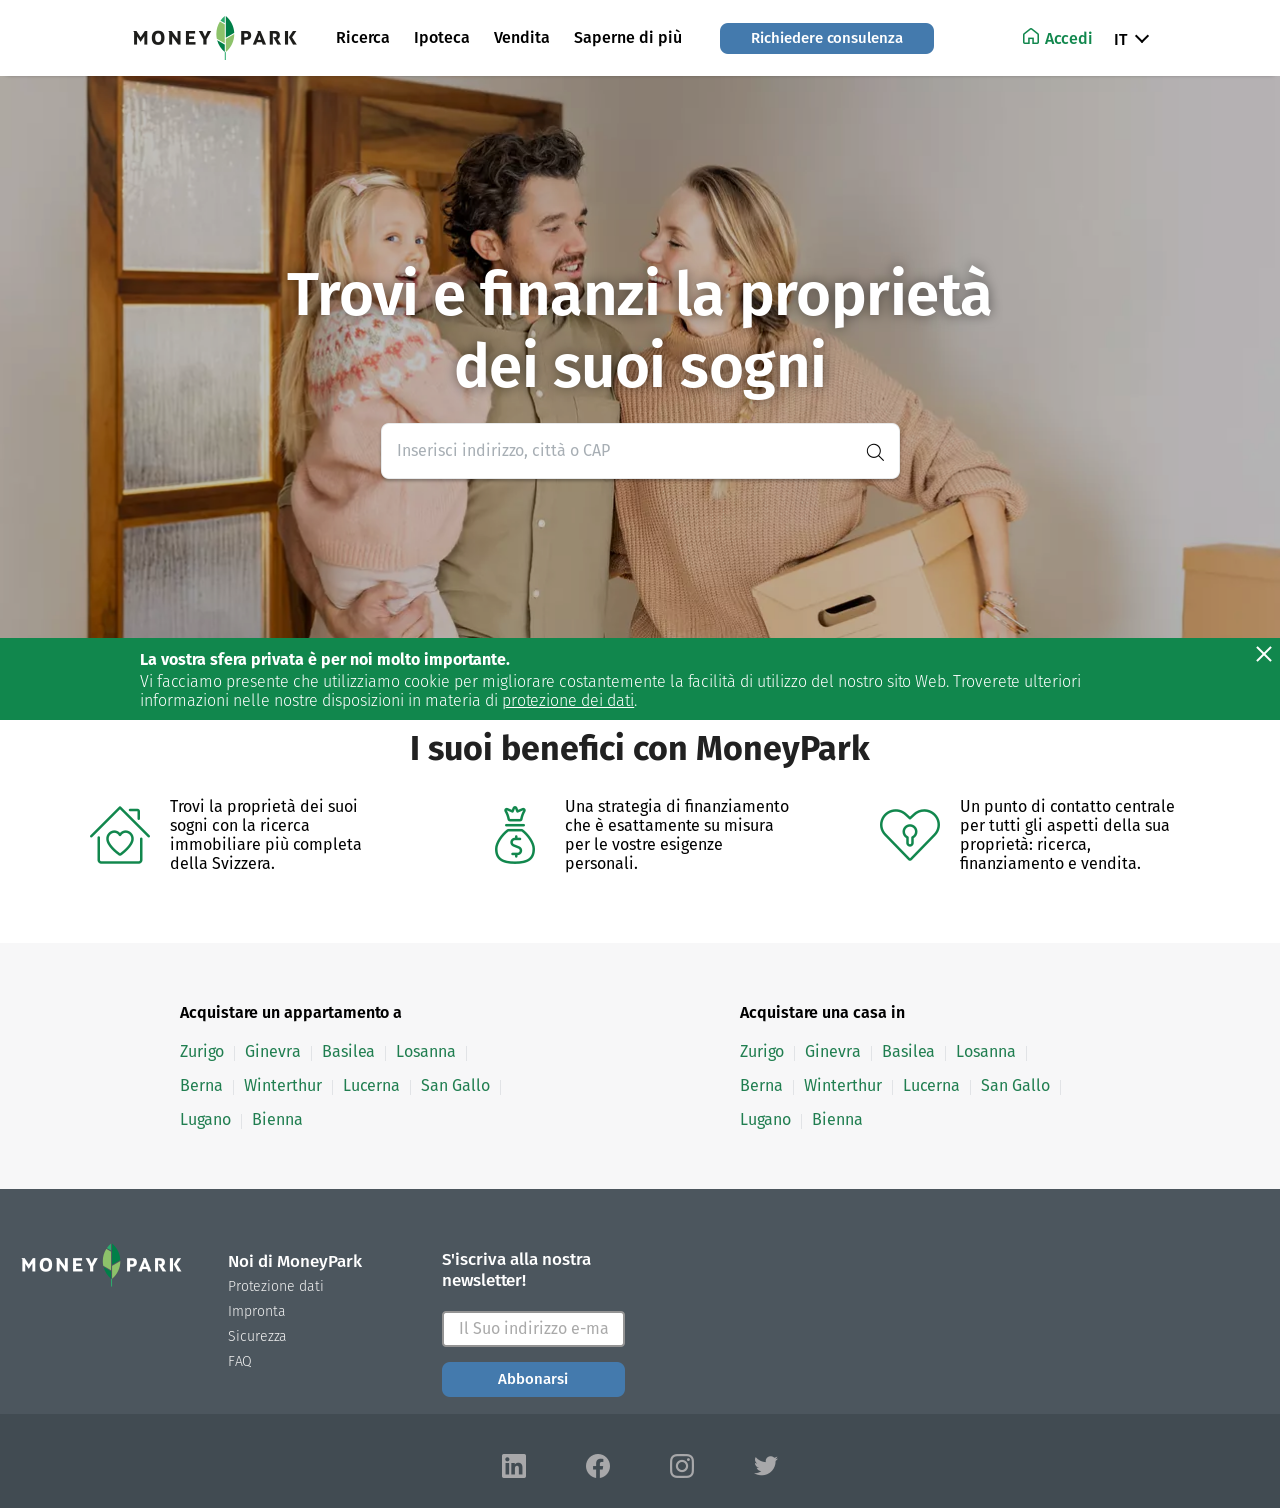 MONEY PARK
Ricerca
Ipoteca
Vendita
Saperne di più
Richiedere consulenza
Accedi
IT
Trovi e finanzi la proprietà
dei suoi sogni
Inserisci indirizzo, città o CAP
La vostra sfera privata è per noi molto importante.
Vi facciamo presente che utilizziamo cookie per migliorare costantemente la facilità di utilizzo del nostro sito Web. Troverete ulteriori
informazioni nelle nostre disposizioni in materia di protezione dei dati.
I suoi benefici con MoneyPark
Trovi la proprietà dei suoi
sogni con la ricerca
immobiliare più completa
della Svizzera.
Una strategia di finanziamento
che è esattamente su misura
per le vostre esigenze
personali.
Un punto di contatto centrale
per tutti gli aspetti della sua
proprietà: ricerca,
finanziamento e vendita.
Acquistare un appartamento a
Zurigo Ginevra Basilea Losanna
Berna Winterthur Lucerna San Gallo
Lugano Bienna
Acquistare una casa in
Zurigo Ginevra Basilea Losanna
Berna Winterthur Lucerna San Gallo
Lugano Bienna
MONEY PARK
Noi di MoneyPark
Protezione dati
Impronta
Sicurezza
FAQ
S'iscriva alla nostra
newsletter!
Il Suo indirizzo e-ma
Abbonarsi